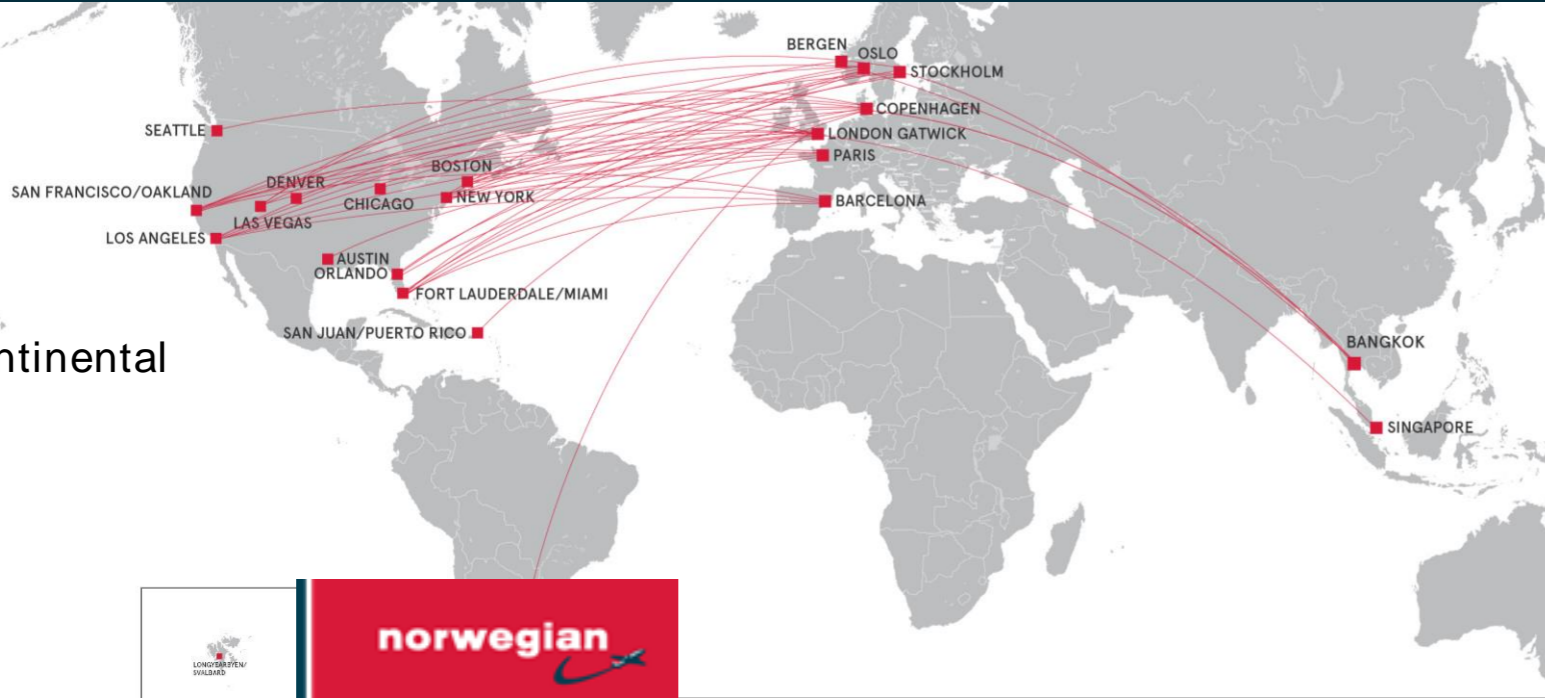 BERGEN
OSLO
STOCKHOLM
COPENHAGEN
SEATTLE
LONDON GATWICK
PARIS
BOSTON
DENVER
SAN FRANCISCO/OAKLAND
CHICAGO
NEW YORK
BARCELONA
LAS VEGAS
LOS ANGELES
AUSTIN
ORLANDO
FORT LAUDERDALE/MIAMI
SAN JUAN/PUERTO RICO
BANGKOK
ntinental
SINGAPORE
norwegian
LONGYEARBYEN/
SVALBARD